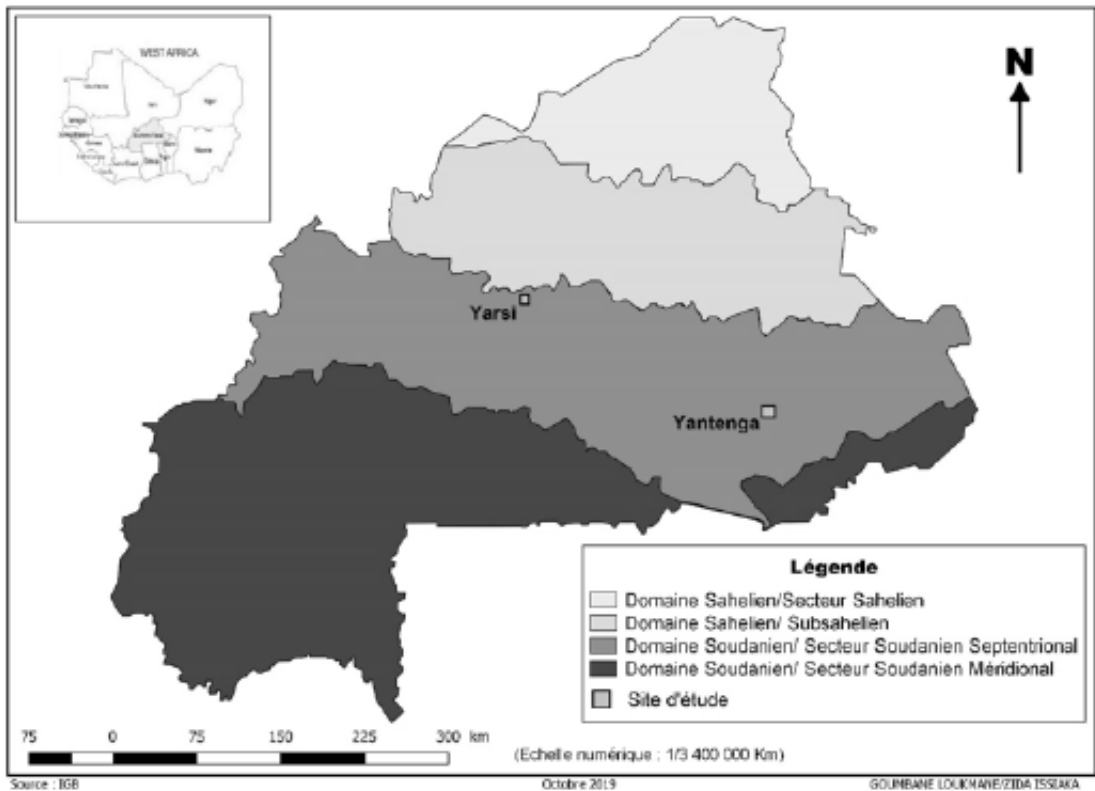 WEST AFRICA
Niger
N
Yarsi
Yantenga
Légende
Domaine Sahelien/Secteur Sahelien
Domaine Sahelien/ Subsahelien
Domaine Soudanien/ Secteur Soudanien Septentrional
Domaine Soudanien/ Secteur Soudanien Méridional
Site d'étude
75 0 75 150 225 300 km
(Echelle numérique : 1/3 400 000 Km)
Source : IGB
Octobre 2019
GOUMBANE LOUKMANE/ZIDA ISSIAKA